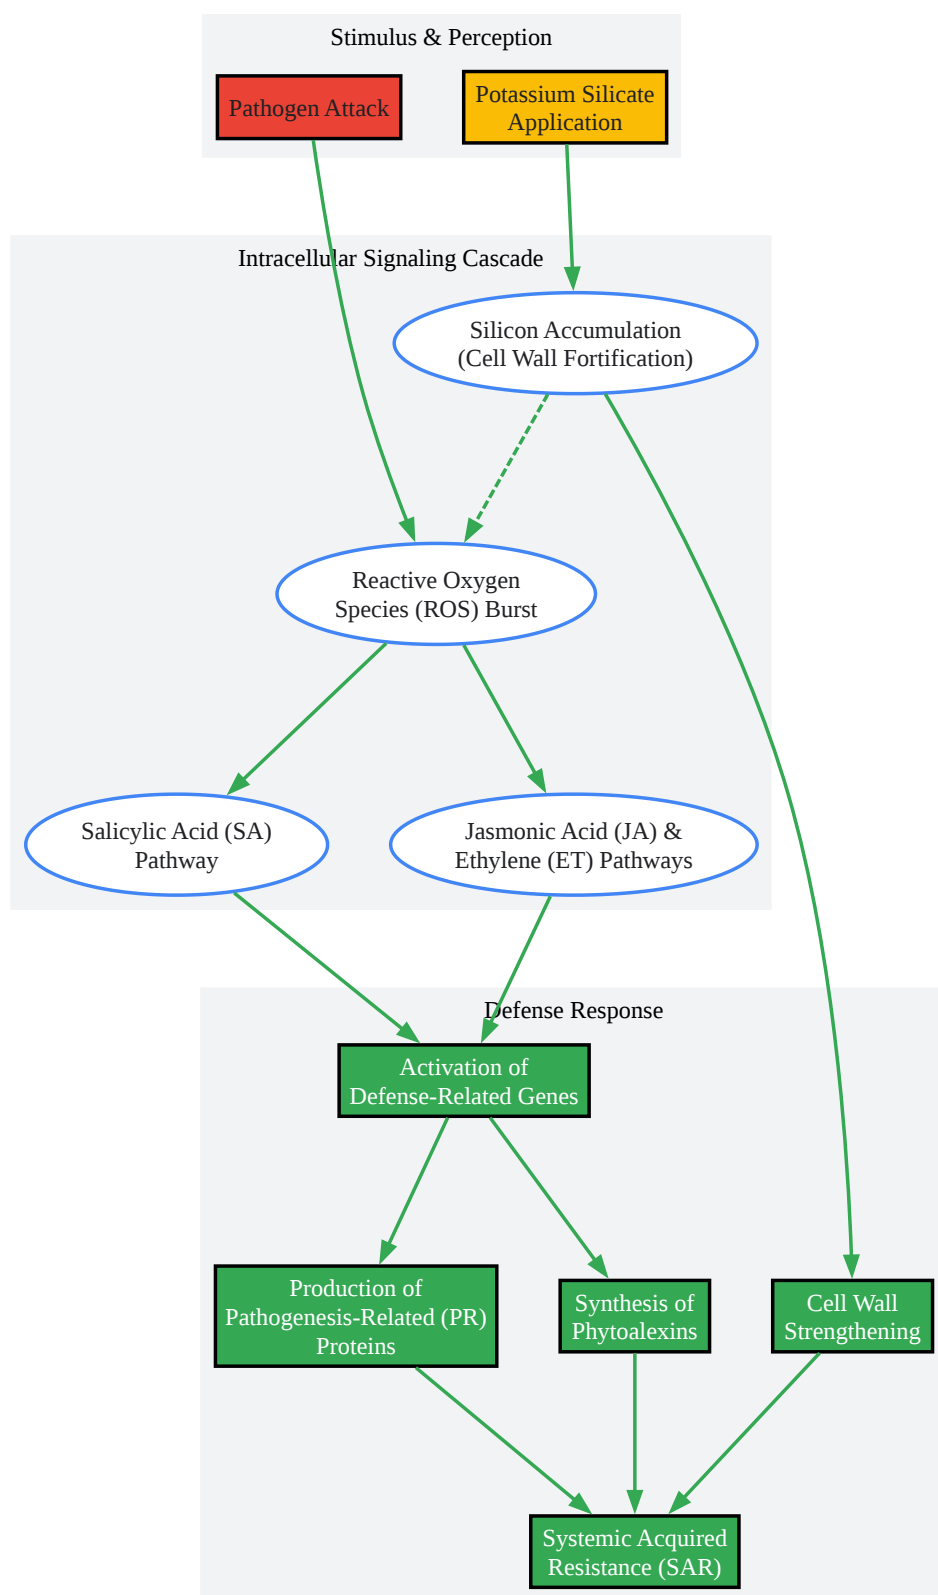 Stimulus & Perception
Pathogen Attack
Potassium Silicate
Application
Intracellular Signaling Cascade
Silicon Accumulation
(Cell Wall Fortification)
Reactive Oxygen
Species (ROS) Burst
Salicylic Acid (SA)
Pathway
Jasmonic Acid (JA) &
Ethylene (ET) Pathways
Defense Response
Activation of
Defense-Related Genes
Production of
Pathogenesis-Related (PR)
Proteins
Synthesis of
Phytoalexins
Cell Wall
Strengthening
Systemic Acquired
Resistance (SAR)